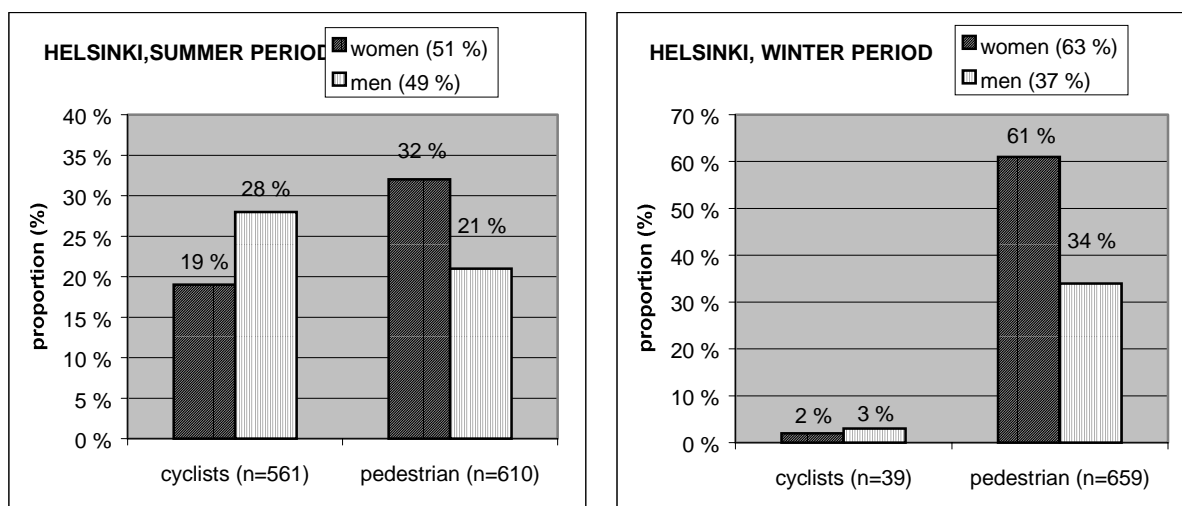 HELSINKI,SUMMER PERIOD
women (51 %)
men (49 %)
40 %
35 %
30 %
25 %
20 %
15 %
10 %
5 %
0 %
proportion (%)
19 %
28 %
32 %
21 %
cyclists (n=561)
pedestrian (n=610)
HELSINKI, WINTER PERIOD
women (63 %)
men (37 %)
70 %
60 %
50 %
40 %
30 %
20 %
10 %
0 %
proportion (%)
2 %
3 %
61 %
34 %
cyclists (n=39)
pedestrian (n=659)